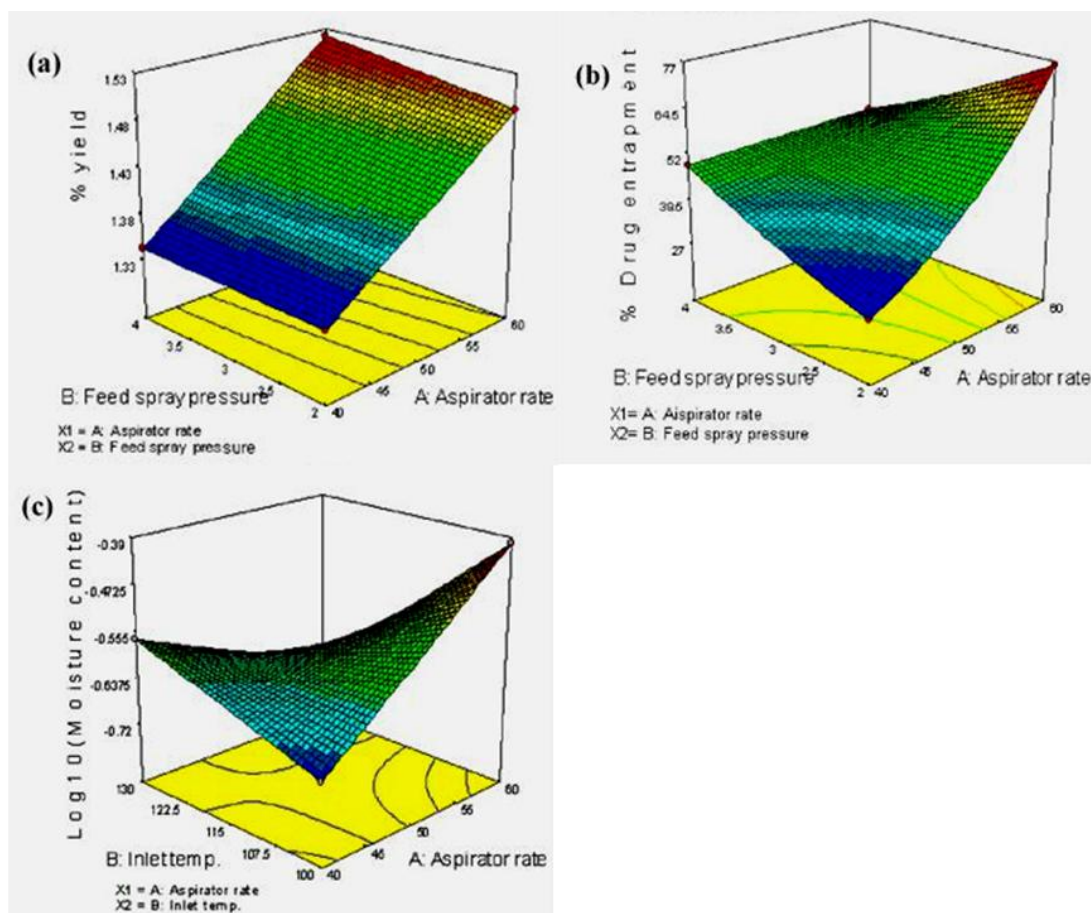 (a)
% yield
1.53
1.48
1.43
1.38
1.33
4
3.5
3
2.5
2
40
45
50
55
60
B: Feed spray pressure
A: Aspirator rate
X1 = A: Aspirator rate
X2 = B: Feed spray pressure
(b)
% Drug entrapment
77
64.5
52
39.5
27
4
3.5
3
2.5
2
40
45
50
55
60
B: Feed spray pressure
A: Aspirator rate
X1= A: Aispirator rate
X2= B: Feed spray pressure
(c)
Log10(Moisture content)
-0.39
-0.4725
-0.555
-0.6375
-0.72
130
122.5
115
107.5
100
40
45
50
55
60
B: Inlet temp.
A: Aspirator rate
X1 = A: Aspirator rate
X2 = B: Inlet temp.